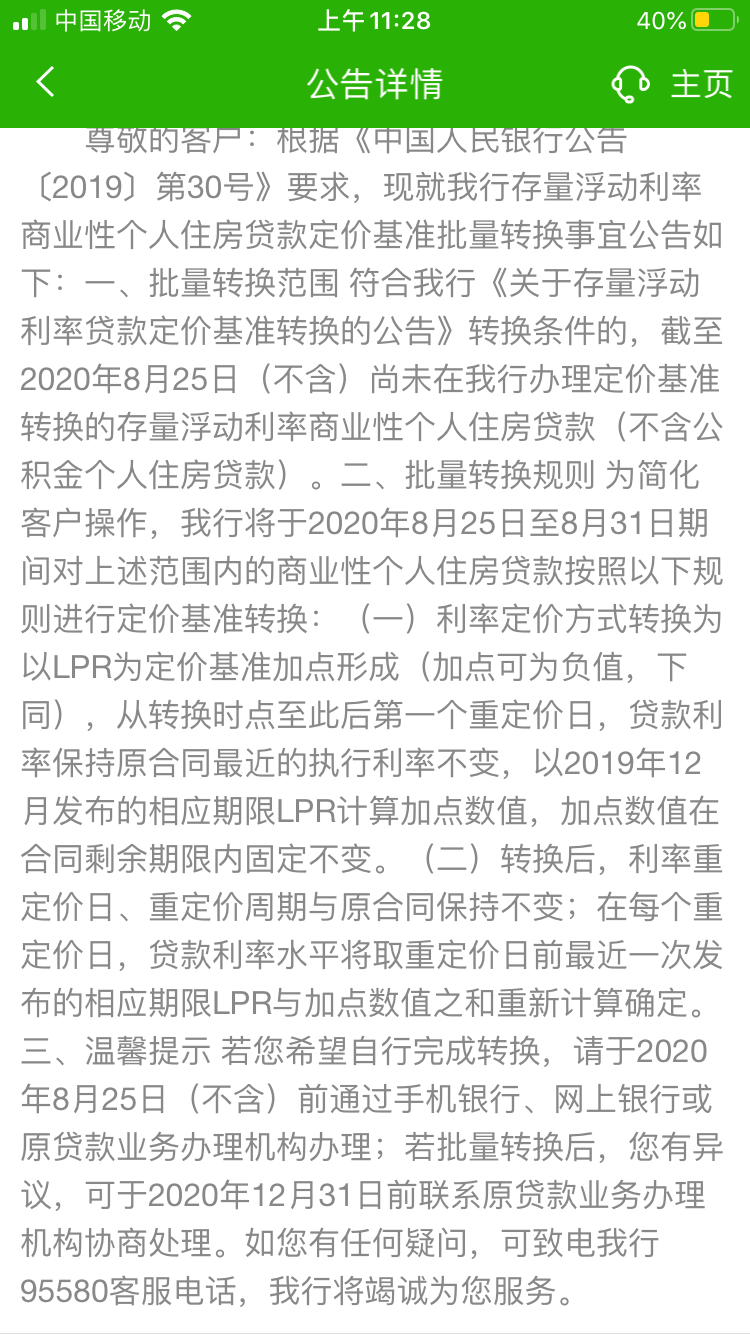 中国移动 上午11:28 40%
公告详情 主页
尊敬的客户：根据《中国人民银行公告
〔2019〕第30号》要求，现就我行存量浮动利率
商业性个人住房贷款定价基准批量转换事宜公告如
下：一、批量转换范围 符合我行《关于存量浮动
利率贷款定价基准转换的公告》转换条件的，截至
2020年8月25日（不含）尚未在我行办理定价基准
转换的存量浮动利率商业性个人住房贷款（不含公
积金个人住房贷款）。二、批量转换规则 为简化
客户操作，我行将于2020年8月25日至8月31日期
间对上述范围内的商业性个人住房贷款按照以下规
则进行定价基准转换：（一）利率定价方式转换为
以LPR为定价基准加点形成（加点可为负值，下
同），从转换时点至此后第一个重定价日，贷款利
率保持原合同最近的执行利率不变，以2019年12
月发布的相应期限LPR计算加点数值，加点数值在
合同剩余期限内固定不变。（二）转换后，利率重
定价日、重定价周期与原合同保持不变；在每个重
定价日，贷款利率水平将取重定价日前最近一次发
布的相应期限LPR与加点数值之和重新计算确定。
三、温馨提示 若您希望自行完成转换，请于2020
年8月25日（不含）前通过手机银行、网上银行或
原贷款业务办理机构办理；若批量转换后，您有异
议，可于2020年12月31日前联系原贷款业务办理
机构协商处理。如您有任何疑问，可致电我行
95580客服电话，我行将竭诚为您服务。